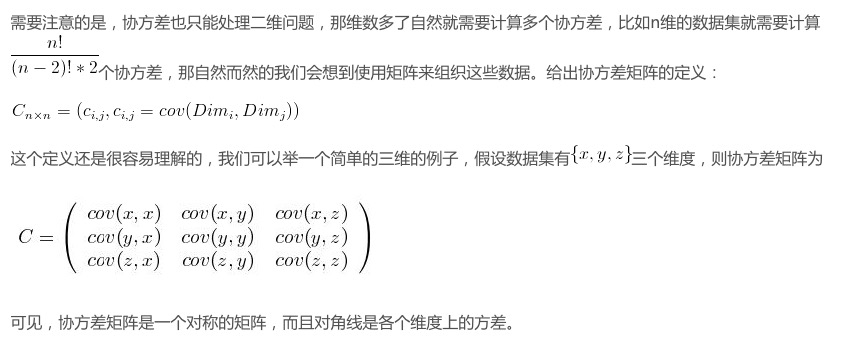 需要注意的是，协方差也只能处理二维问题，那维数多了自然就需要计算多个协方差，比如n维的数据集就需要计算
n!
(n − 2)! * 2 个协方差，那自然而然的我们会想到使用矩阵来组织这些数据。给出协方差矩阵的定义：
C_{n×n} = (c_{i,j}, c_{i,j} = cov(Dim_i, Dim_j))
这个定义还是很容易理解的，我们可以举一个简单的三维的例子，假设数据集有{x, y, z}三个维度，则协方差矩阵为
cov(x, x) cov(x, y) cov(x, z)
C = cov(y, x) cov(y, y) cov(y, z)
cov(z, x) cov(z, y) cov(z, z)
可见，协方差矩阵是一个对称的矩阵，而且对角线是各个维度上的方差。